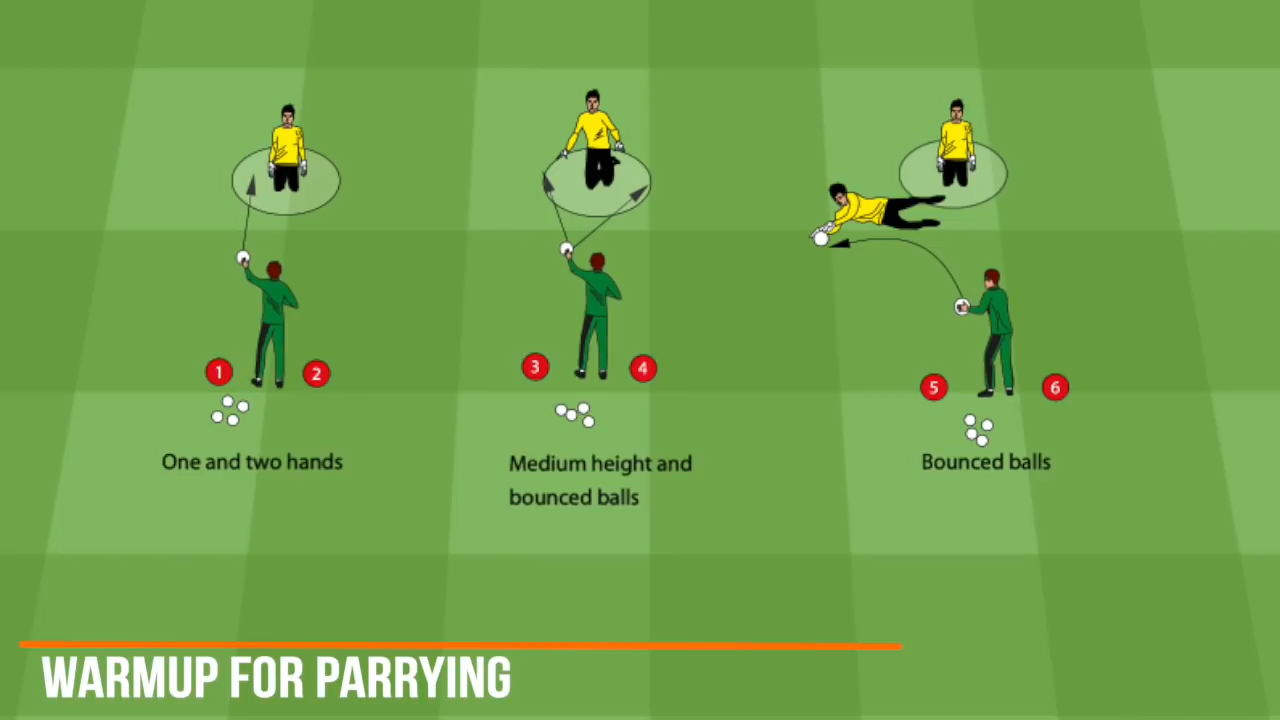 1
2
3
4
5
6
One and two hands
Medium height and
bounced balls
Bounced balls
WARMUP FOR PARRYING